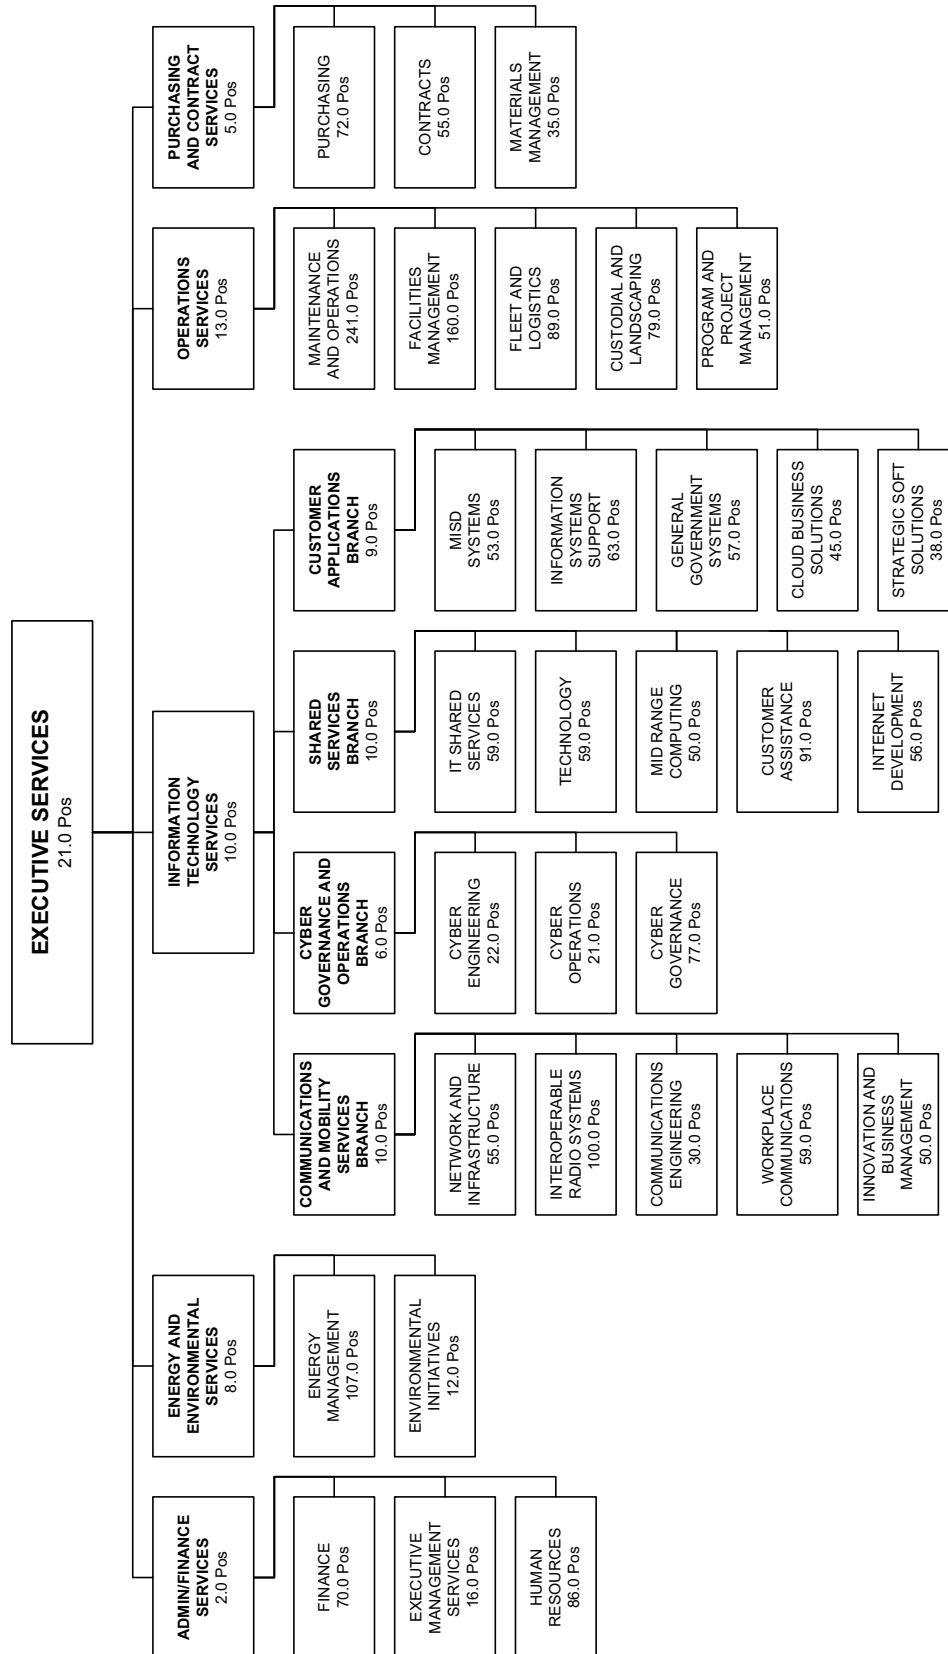 EXECUTIVE SERVICES
21.0 Pos
ADMIN/FINANCE
SERVICES
2.0 Pos
FINANCE
70.0 Pos
EXECUTIVE
MANAGEMENT
SERVICES
16.0 Pos
HUMAN
RESOURCES
86.0 Pos
ENERGY AND
ENVIRONMENTAL
SERVICES
8.0 Pos
ENERGY
MANAGEMENT
107.0 Pos
ENVIRONMENTAL
INITIATIVES
12.0 Pos
INFORMATION
TECHNOLOGY
SERVICES
10.0 Pos
COMMUNICATIONS
AND MOBILITY
SERVICES
BRANCH
10.0 Pos
NETWORK AND
INFRASTRUCTURE
55.0 Pos
INTEROPERABLE
RADIO SYSTEMS
100.0 Pos
COMMUNICATIONS
ENGINEERING
30.0 Pos
WORKPLACE
COMMUNICATIONS
59.0 Pos
INNOVATION AND
BUSINESS
MANAGEMENT
50.0 Pos
CYBER
GOVERNANCE AND
OPERATIONS
BRANCH
6.0 Pos
CYBER
ENGINEERING
22.0 Pos
CYBER
OPERATIONS
21.0 Pos
CYBER
GOVERNANCE
77.0 Pos
SHARED
SERVICES
BRANCH
10.0 Pos
IT SHARED
SERVICES
59.0 Pos
TECHNOLOGY
59.0 Pos
MID RANGE
COMPUTING
50.0 Pos
CUSTOMER
ASSISTANCE
91.0 Pos
INTERNET
DEVELOPMENT
56.0 Pos
CUSTOMER
APPLICATIONS
BRANCH
9.0 Pos
MISD
SYSTEMS
53.0 Pos
INFORMATION
SYSTEMS
SUPPORT
63.0 Pos
GENERAL
GOVERNMENT
SYSTEMS
57.0 Pos
CLOUD BUSINESS
SOLUTIONS
45.0 Pos
STRATEGIC SOFT
SOLUTIONS
38.0 Pos
OPERATIONS
SERVICES
13.0 Pos
MAINTENANCE
AND OPERATIONS
241.0 Pos
FACILITIES
MANAGEMENT
160.0 Pos
FLEET AND
LOGISTICS
89.0 Pos
CUSTODIAL AND
LANDSCAPING
79.0 Pos
PROGRAM AND
PROJECT
MANAGEMENT
51.0 Pos
PURCHASING
AND CONTRACT
SERVICES
5.0 Pos
PURCHASING
72.0 Pos
CONTRACTS
55.0 Pos
MATERIALS
MANAGEMENT
35.0 Pos